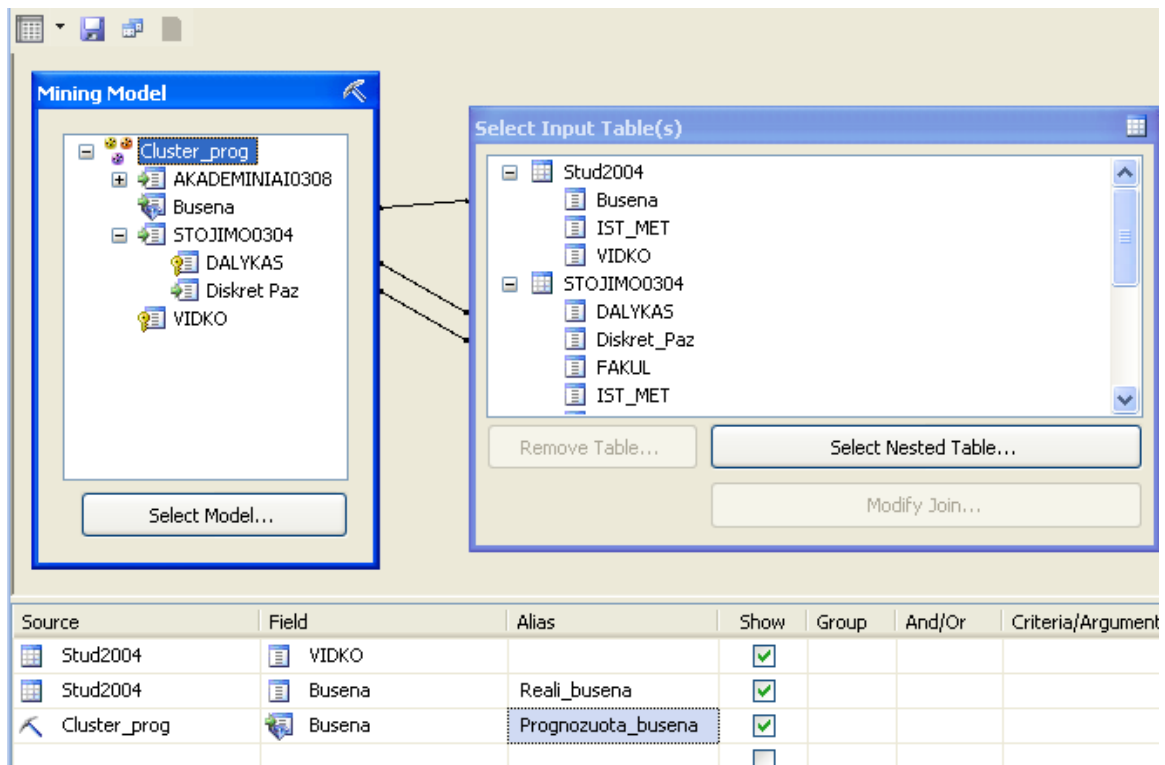 Mining Model
Cluster_prog
AKADEMINIAI0308
Busena
STOJIMO0304
DALYKAS
Diskret Paz
VIDKO
Select Model...
Select Input Table(s)
Stud2004
Busena
IST_MET
VIDKO
STOJIMO0304
DALYKAS
Diskret_Paz
FAKUL
IST_MET
Remove Table...
Select Nested Table...
Modify Join...
Source Field Alias Show Group And/Or Criteria/Argument
Stud2004 VIDKO
Stud2004 Busena Reali_busena
Cluster_prog Busena Prognozuota_busena